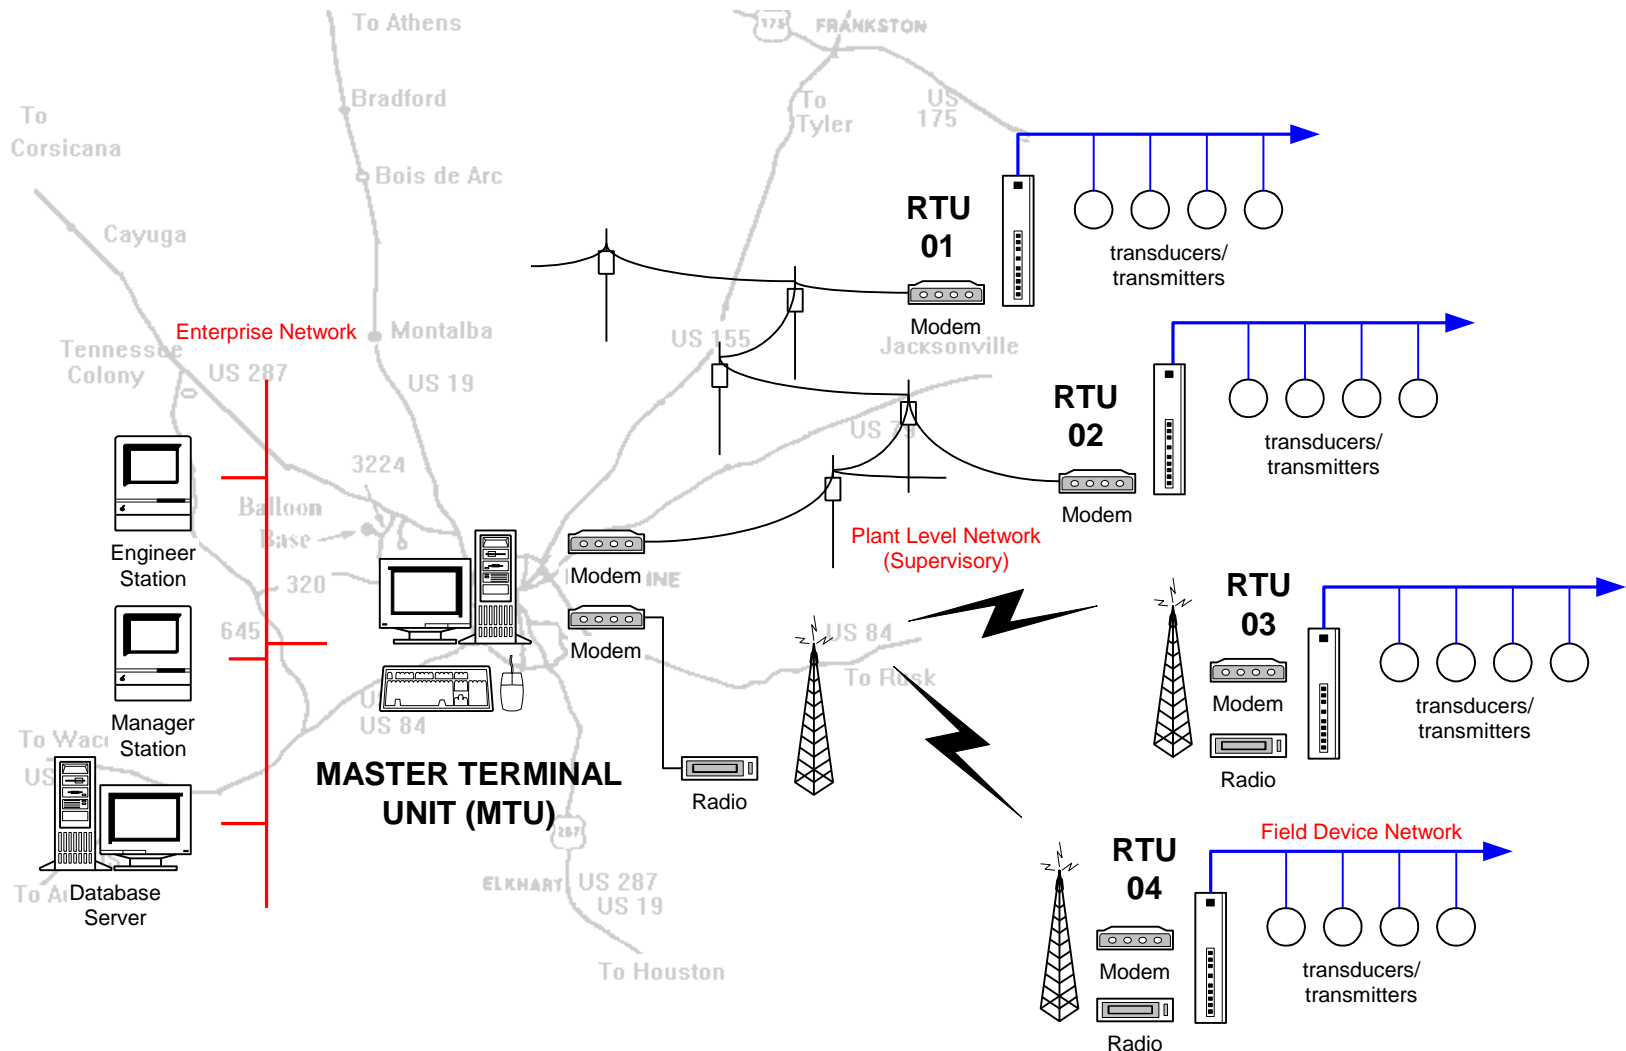 To Athens
175
FRANKSTON
Bradford
To
Corsicana
To
Tyler
US
175
Bois de Arc
RTU
01
Cayuga
transducers/
transmitters
Enterprise Network
Montalba
Modem
US 155
Jacksonville
Tennessee
Colony
US 287
US 19
RTU
02
US 79
transducers/
transmitters
3224
Balloon
Base
Modem
Engineer
Station
Plant Level Network
(Supervisory)
Modem
INE
320
RTU
03
645
Modem
US 84
To Rusk
Modem
transducers/
transmitters
Manager
Station
US 84
To Waco
US
MASTER TERMINAL
UNIT (MTU)
Radio
Radio
287
Field Device Network
RTU
04
ELKHART
US 287
US 19
Database
Server
To Houston
Modem
transducers/
transmitters
Radio